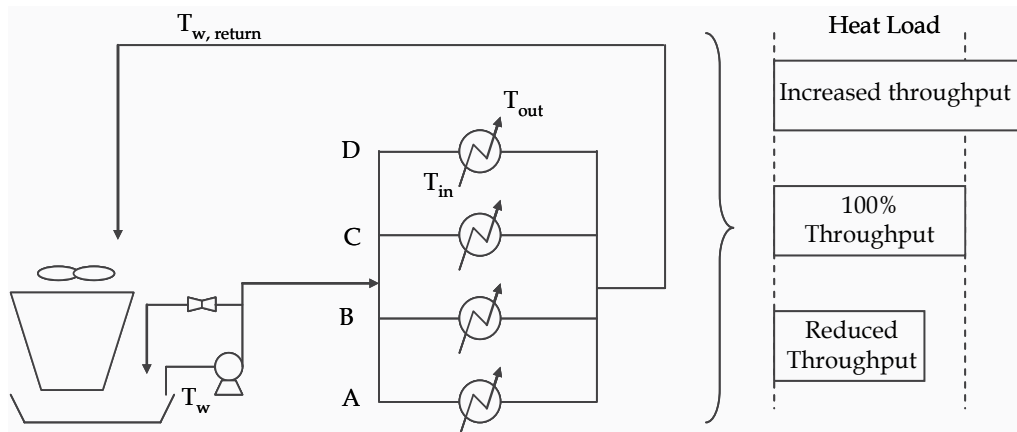 T_w, return
Heat Load
Increased throughput
T_out
D
T_in
100%
Throughput
C
B
Reduced
Throughput
T_w
A